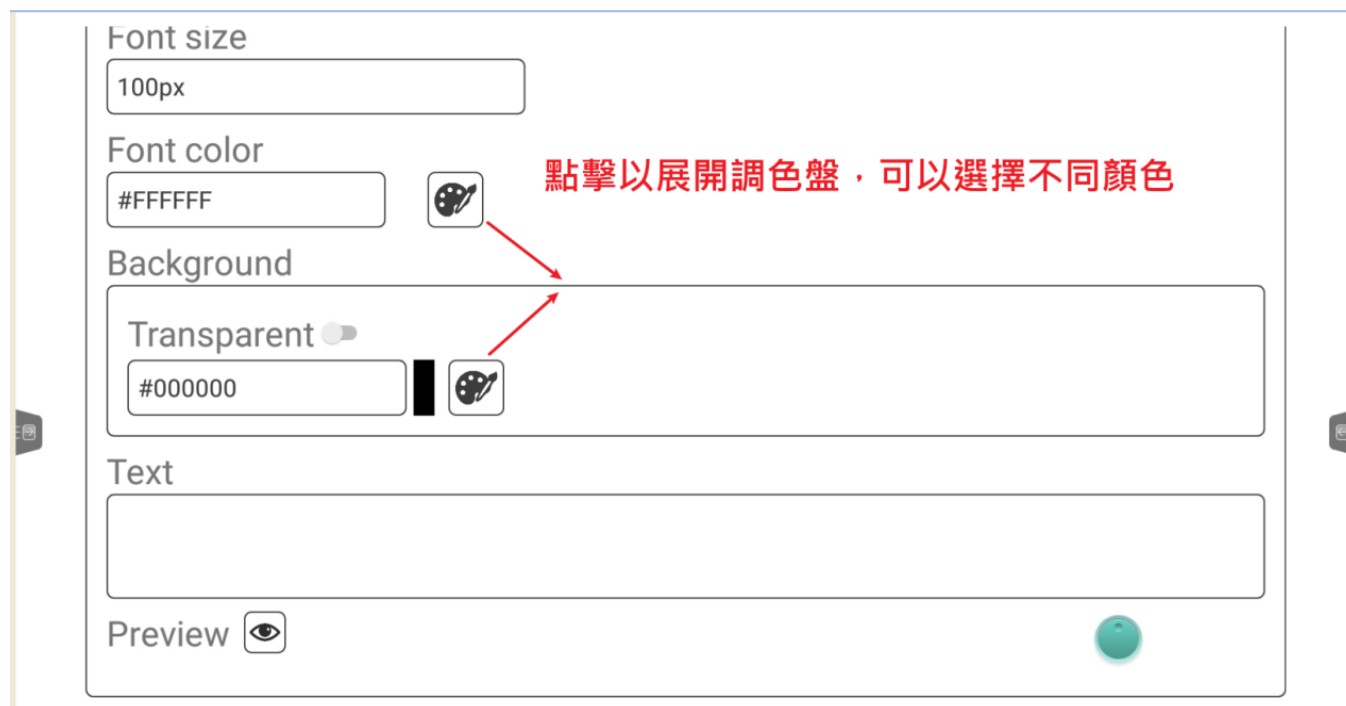 Font size
100px
Font color
點擊以展開調色盤，可以選擇不同顏色
#FFFFFF
Background
Transparent
#000000
Text
Preview